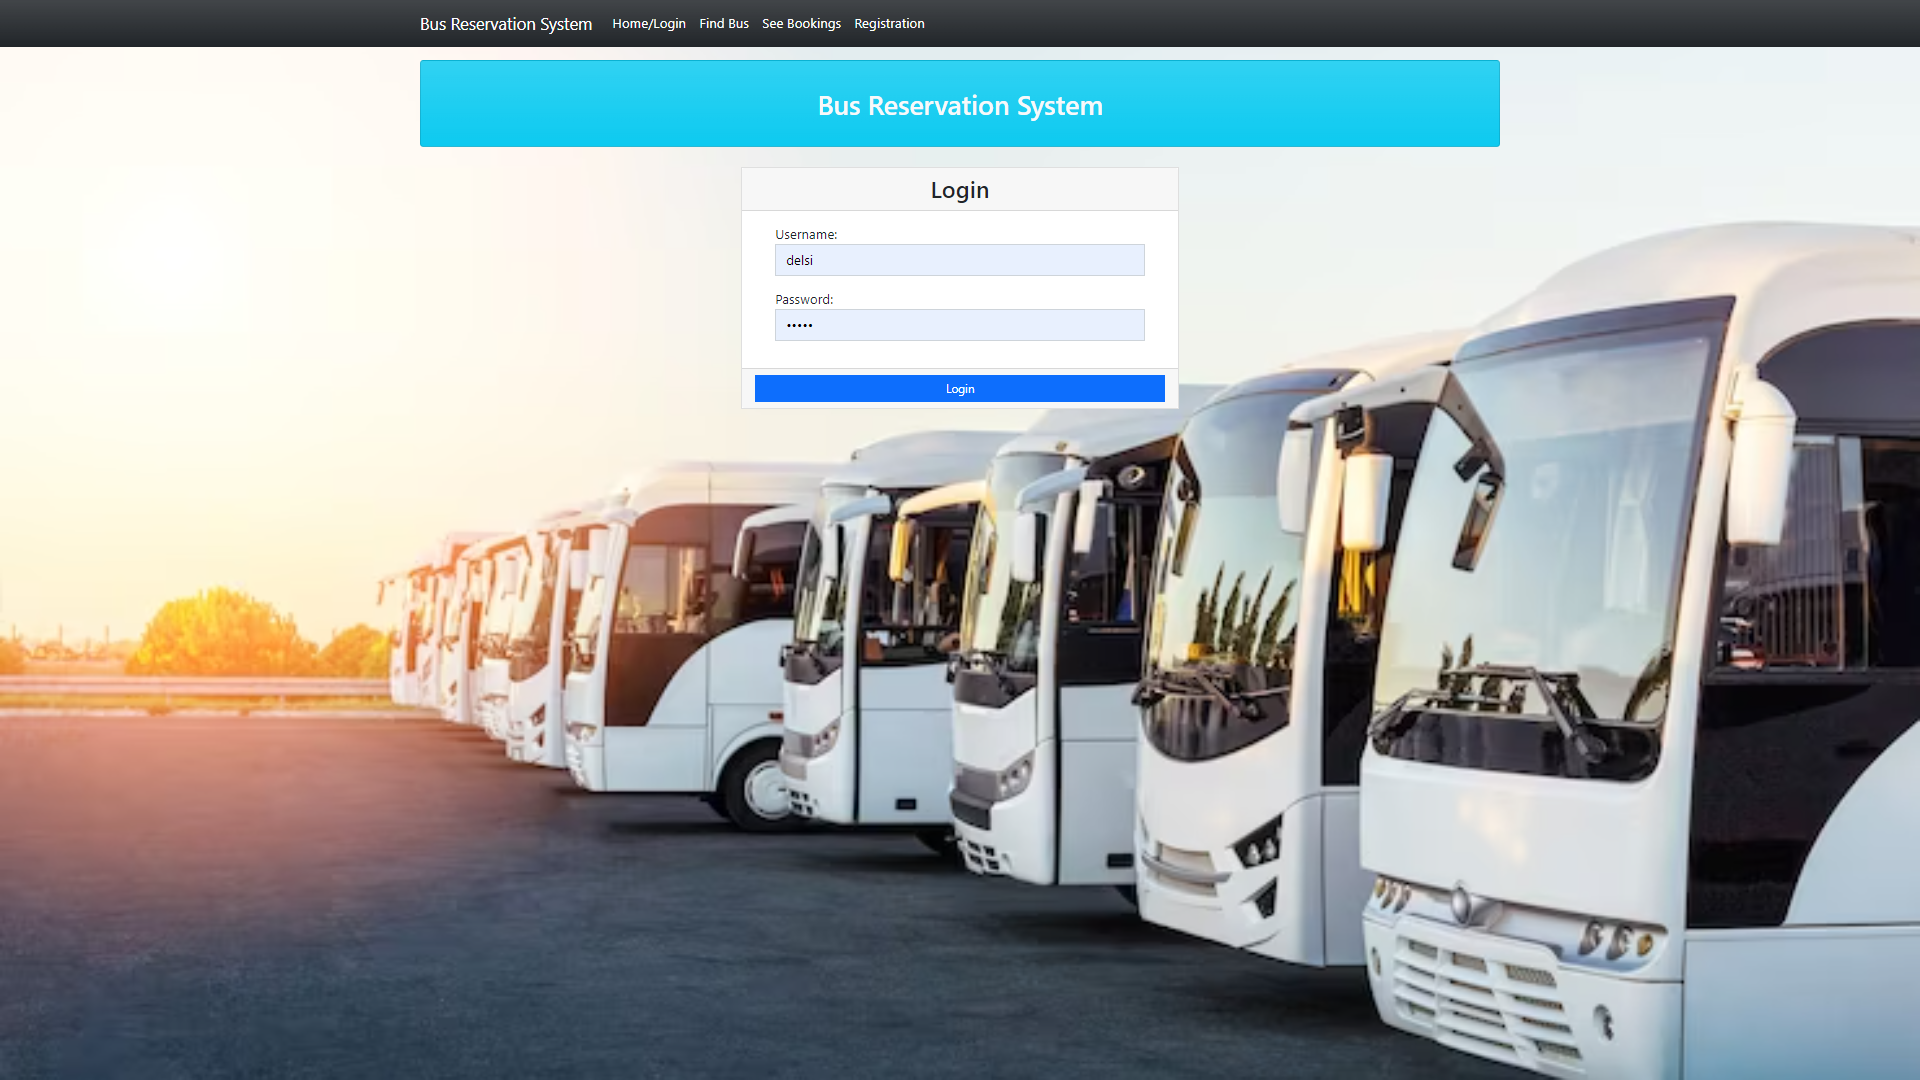 Bus Reservation System Home/Login Find Bus See Bookings Registration
Bus Reservation System
Login
Username:
delsi
Password:
•••••
Login